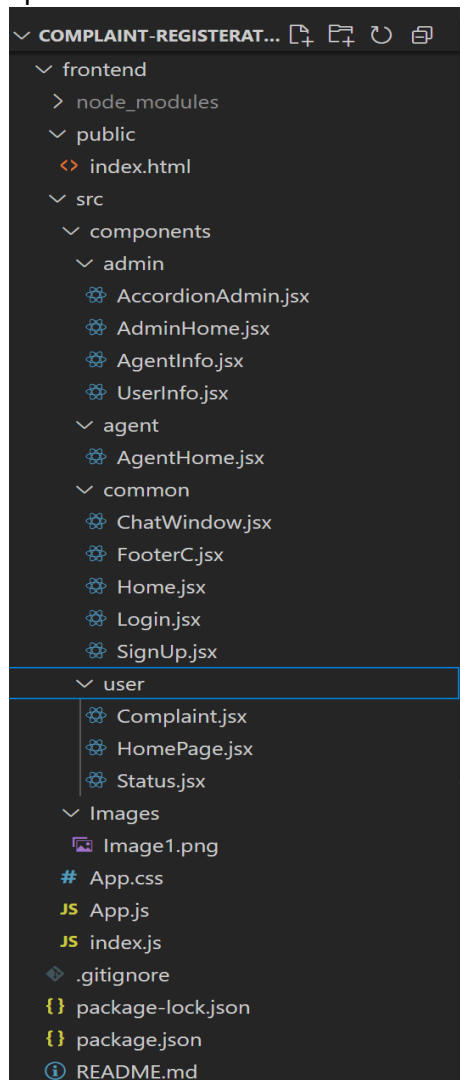 COMPLAINT-REGISTERAT...
frontend
node_modules
public
<> index.html
src
components
admin
AccordionAdmin.jsx
AdminHome.jsx
AgentInfo.jsx
UserInfo.jsx
agent
AgentHome.jsx
common
ChatWindow.jsx
FooterC.jsx
Home.jsx
Login.jsx
SignUp.jsx
user
Complaint.jsx
HomePage.jsx
Status.jsx
Images
Image1.png
# App.css
JS App.js
JS index.js
.gitignore
{} package-lock.json
{} package.json
README.md